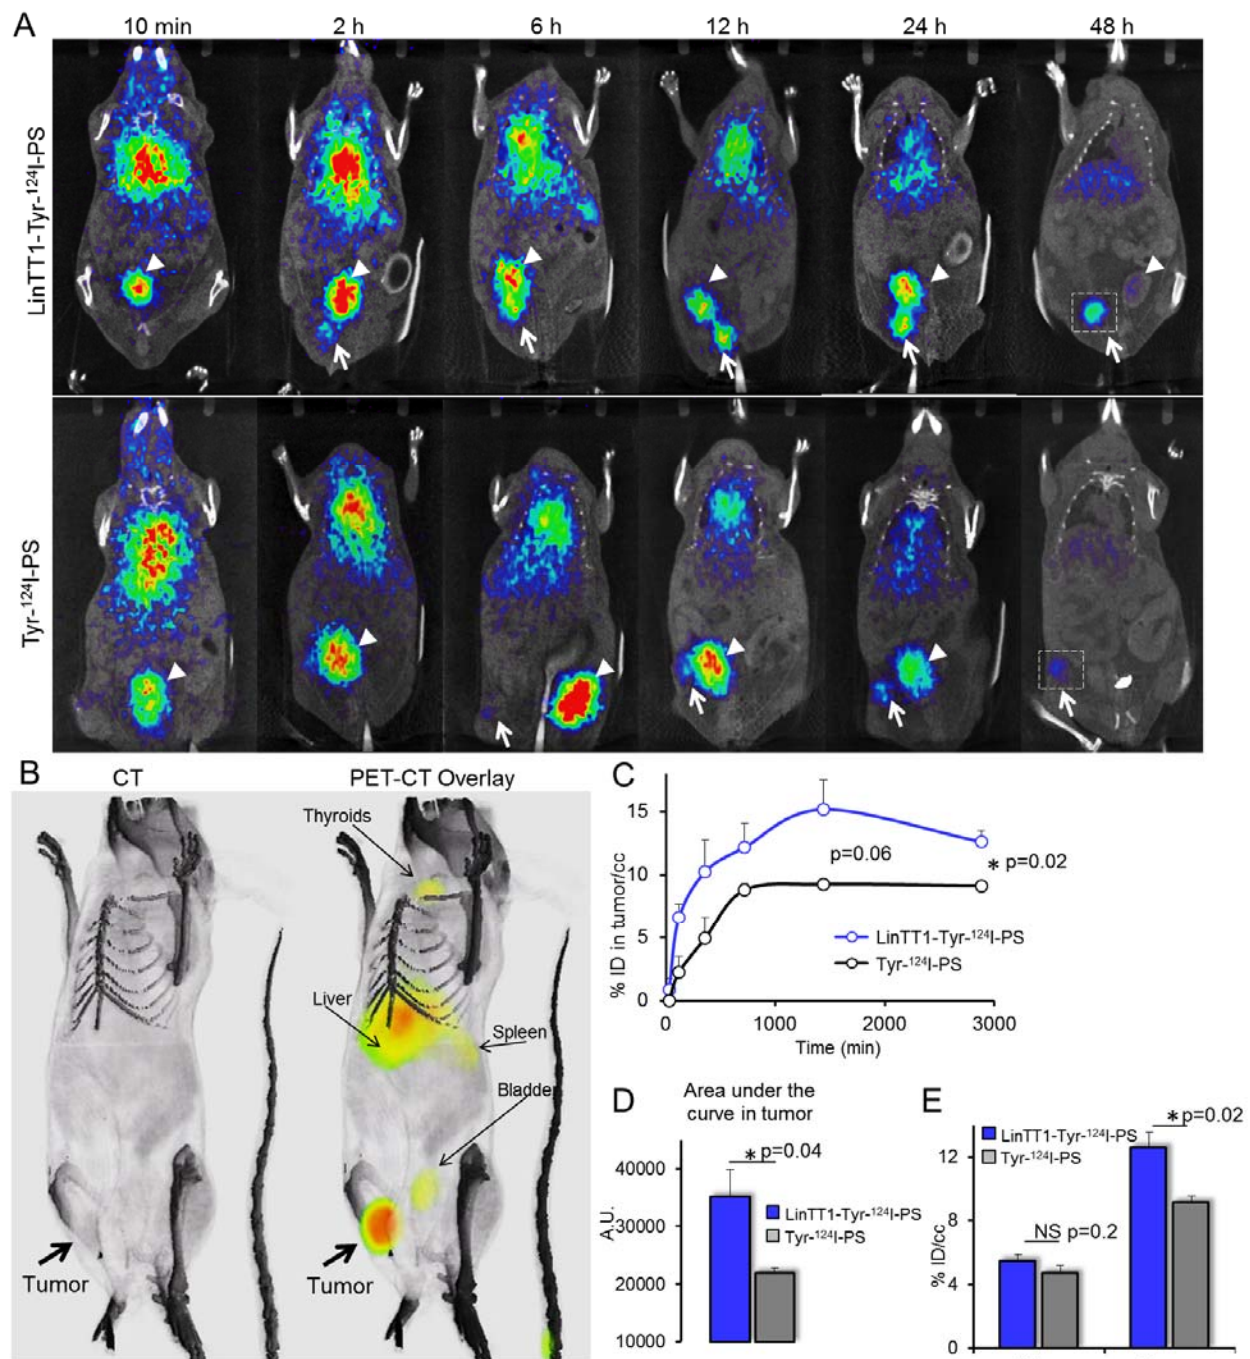 A
10 min 2 h 6 h 12 h 24 h 48 h
LinTT1-Tyr-¹²⁴I-PS
Tyr-¹²⁴I-PS
B
CT PET-CT Overlay
Thyroids
Liver
Spleen
Bladder
Tumor Tumor
C
% ID in tumor/cc
15
10
5
0
p=0.06
* p=0.02
LinTT1-Tyr-¹²⁴I-PS
Tyr-¹²⁴I-PS
0 1000 2000 3000
Time (min)
D
Area under the
curve in tumor
A.U.
40000
30000
20000
10000
* p=0.04
LinTT1-Tyr-¹²⁴I-PS
Tyr-¹²⁴I-PS
E
% ID/cc
12
8
4
0
LinTT1-Tyr-¹²⁴I-PS
Tyr-¹²⁴I-PS
NS p=0.2
* p=0.02